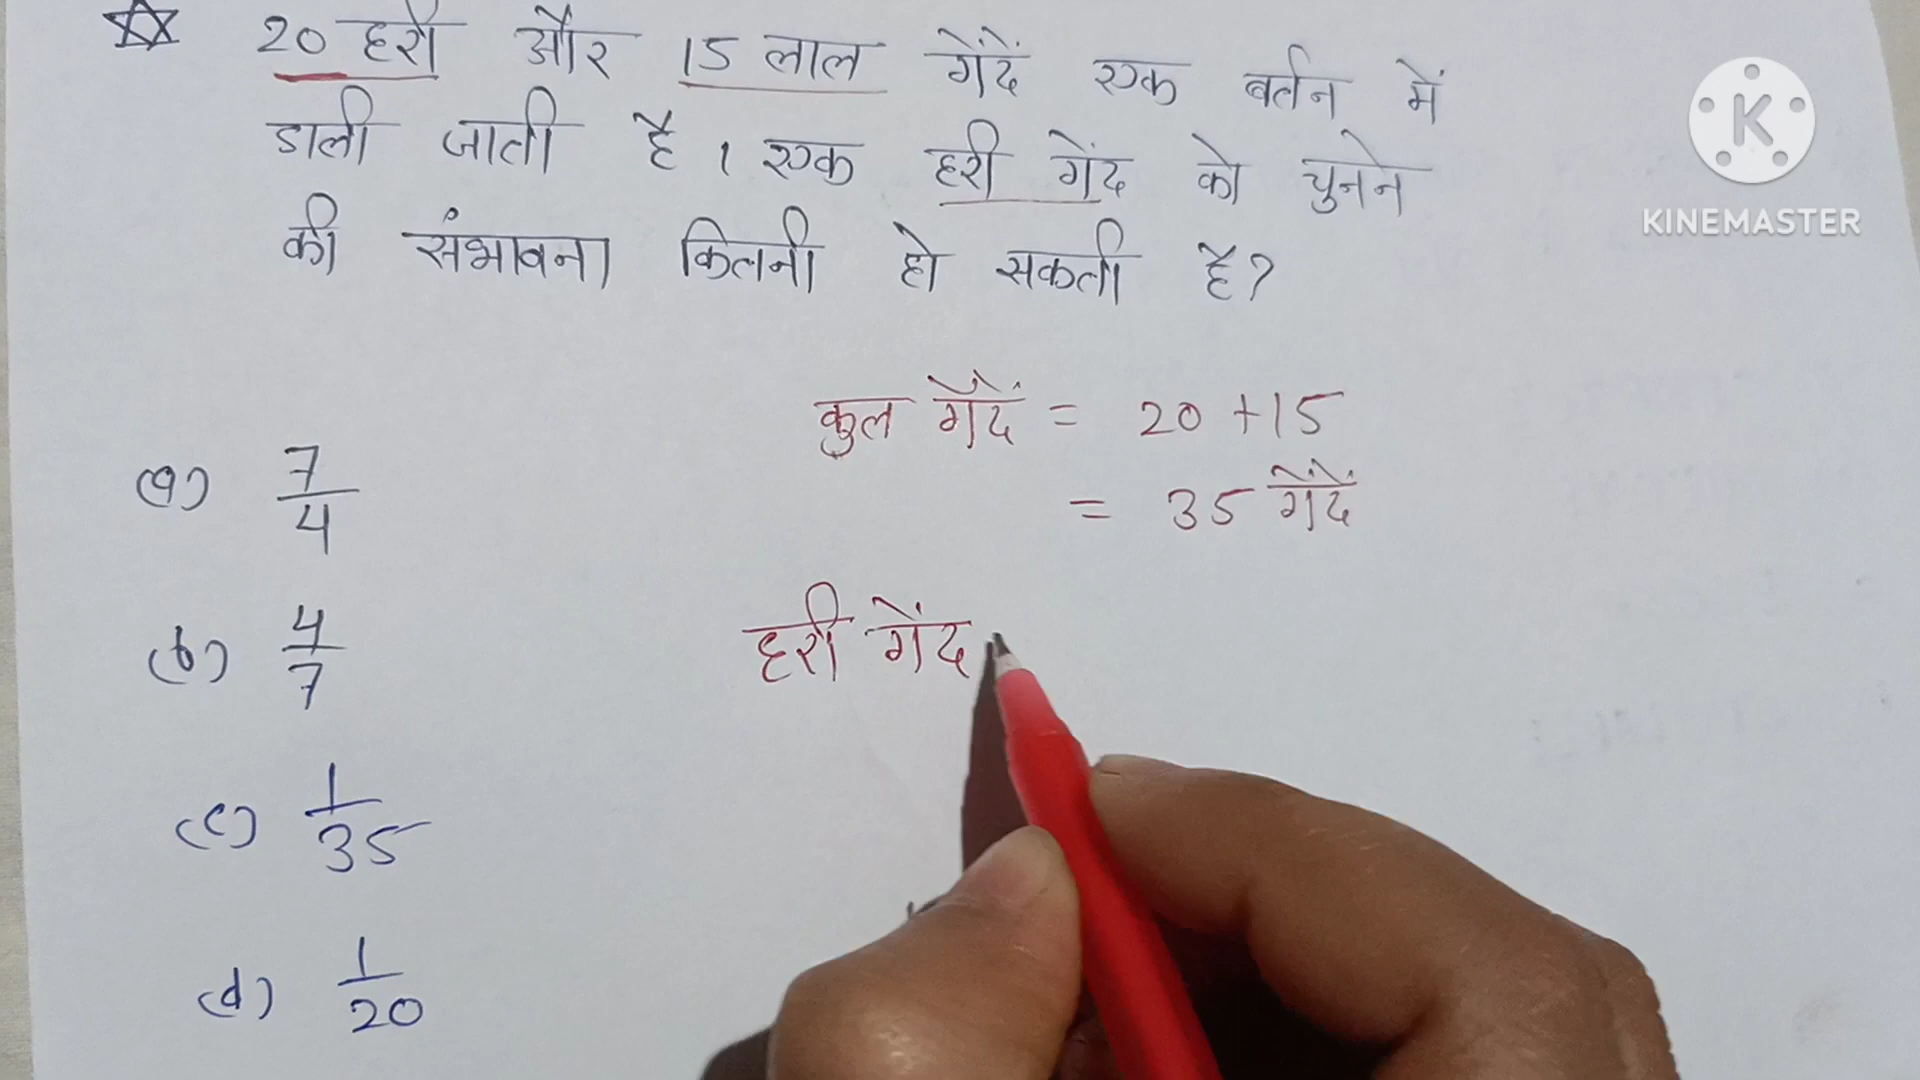 20 हरी और 15 लाल गेंदें एक बर्तन में
डाली जाती है । एक हरी गेंद को चुनने
की संभावना कितनी हो सकती है?
K
KINEMASTER
कुल गेंदें = 20 + 15
= 35 गेंदें
हरी गेंद
(a) 7/4
(b) 4/7
(c) 1/35
(d) 1/20